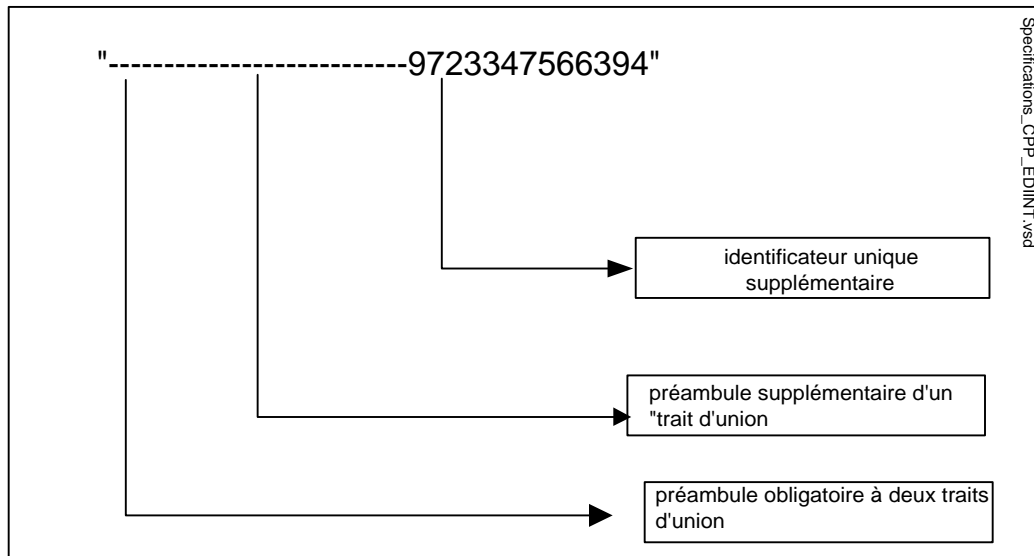 "--------------------------9723347566394"
Specifications_CPP_EDIINT.vsd
identificateur unique
supplémentaire
préambule supplémentaire d'un
"trait d'union
préambule obligatoire à deux traits
d'union